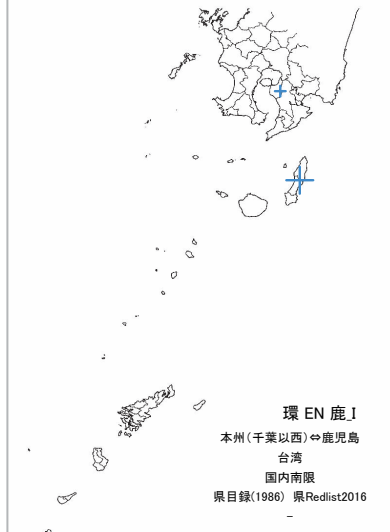 環 EN 鹿_I
本州(千葉以西)⇔鹿児島
台湾
国内南限
県目録(1986) 県Redlist2016
–